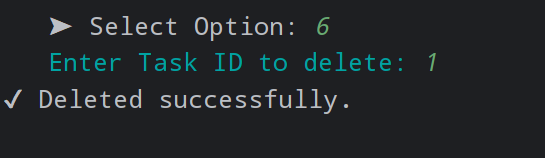 ➤ Select Option: 6
Enter Task ID to delete: 1
✓ Deleted successfully.